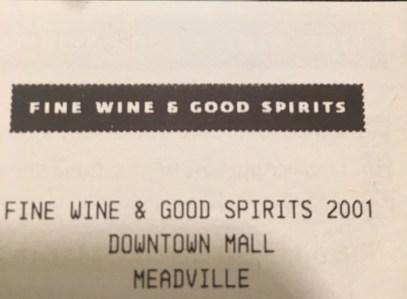 FINE WINE & GOOD SPIRITS
FINE WINE & GOOD SPIRITS 2001
DOWNTOWN MALL
MEADVILLE